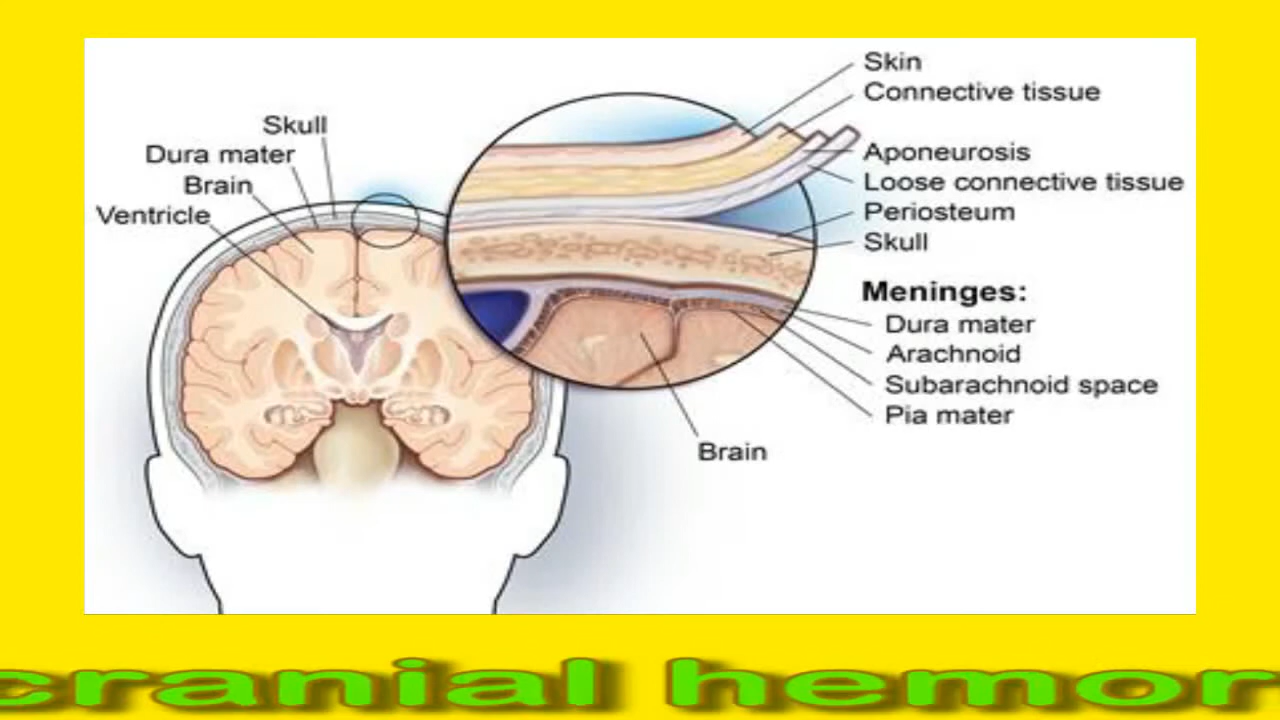 Skull
Dura mater
Brain
Ventricle
Skin
Connective tissue
Aponeurosis
Loose connective tissue
Periosteum
Skull
Meninges:
Dura mater
Arachnoid
Subarachnoid space
Pia mater
Brain
cranial hemor